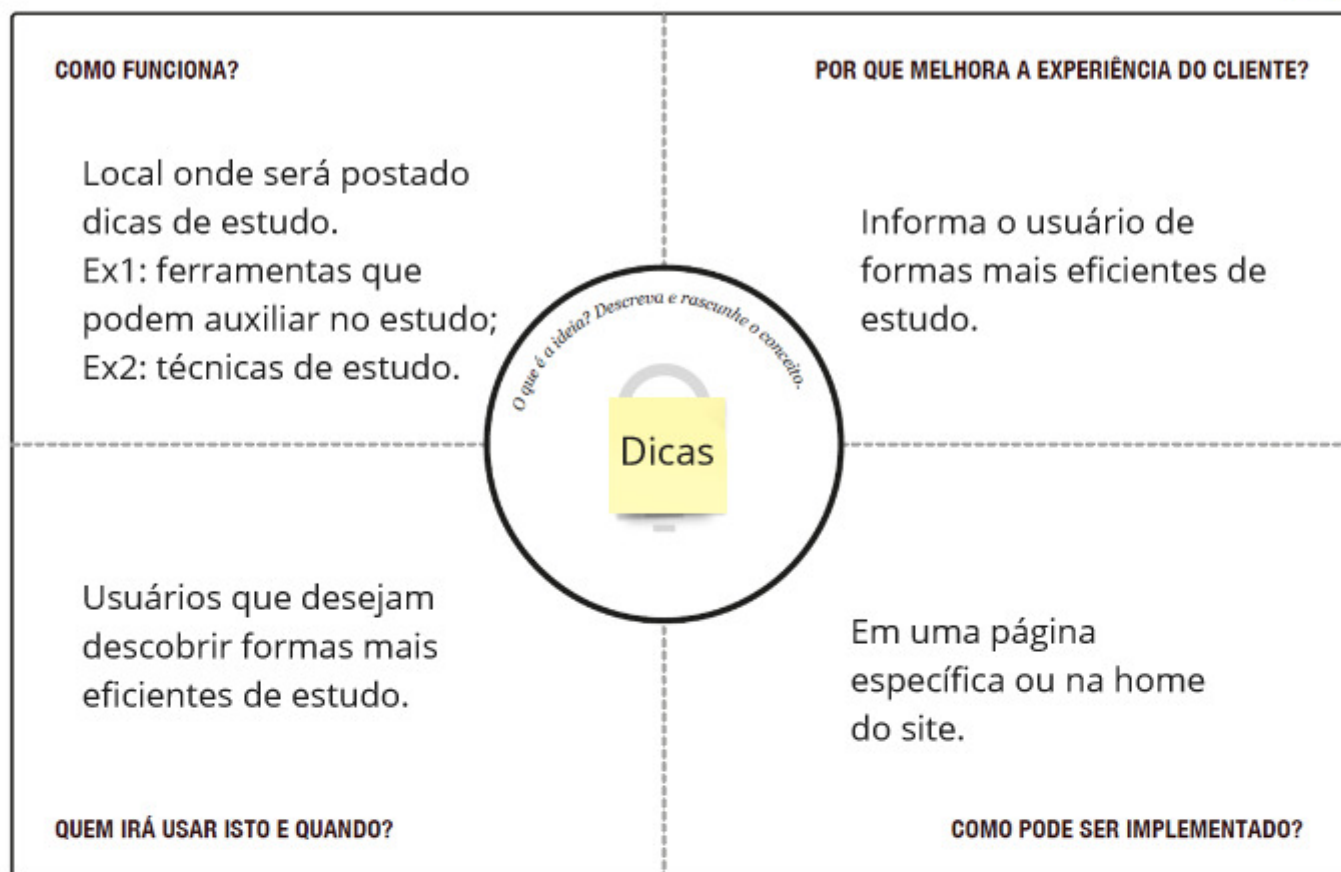 COMO FUNCIONA?
Local onde será postado
dicas de estudo.
Ex1: ferramentas que
podem auxiliar no estudo;
Ex2: técnicas de estudo.
POR QUE MELHORA A EXPERIÊNCIA DO CLIENTE?
Informa o usuário de
formas mais eficientes de
estudo.
O que é a ideia? Descreva e rascunhe o conceito.
Dicas
Usuários que desejam
descobrir formas mais
eficientes de estudo.
QUEM IRÁ USAR ISTO E QUANDO?
Em uma página
específica ou na home
do site.
COMO PODE SER IMPLEMENTADO?